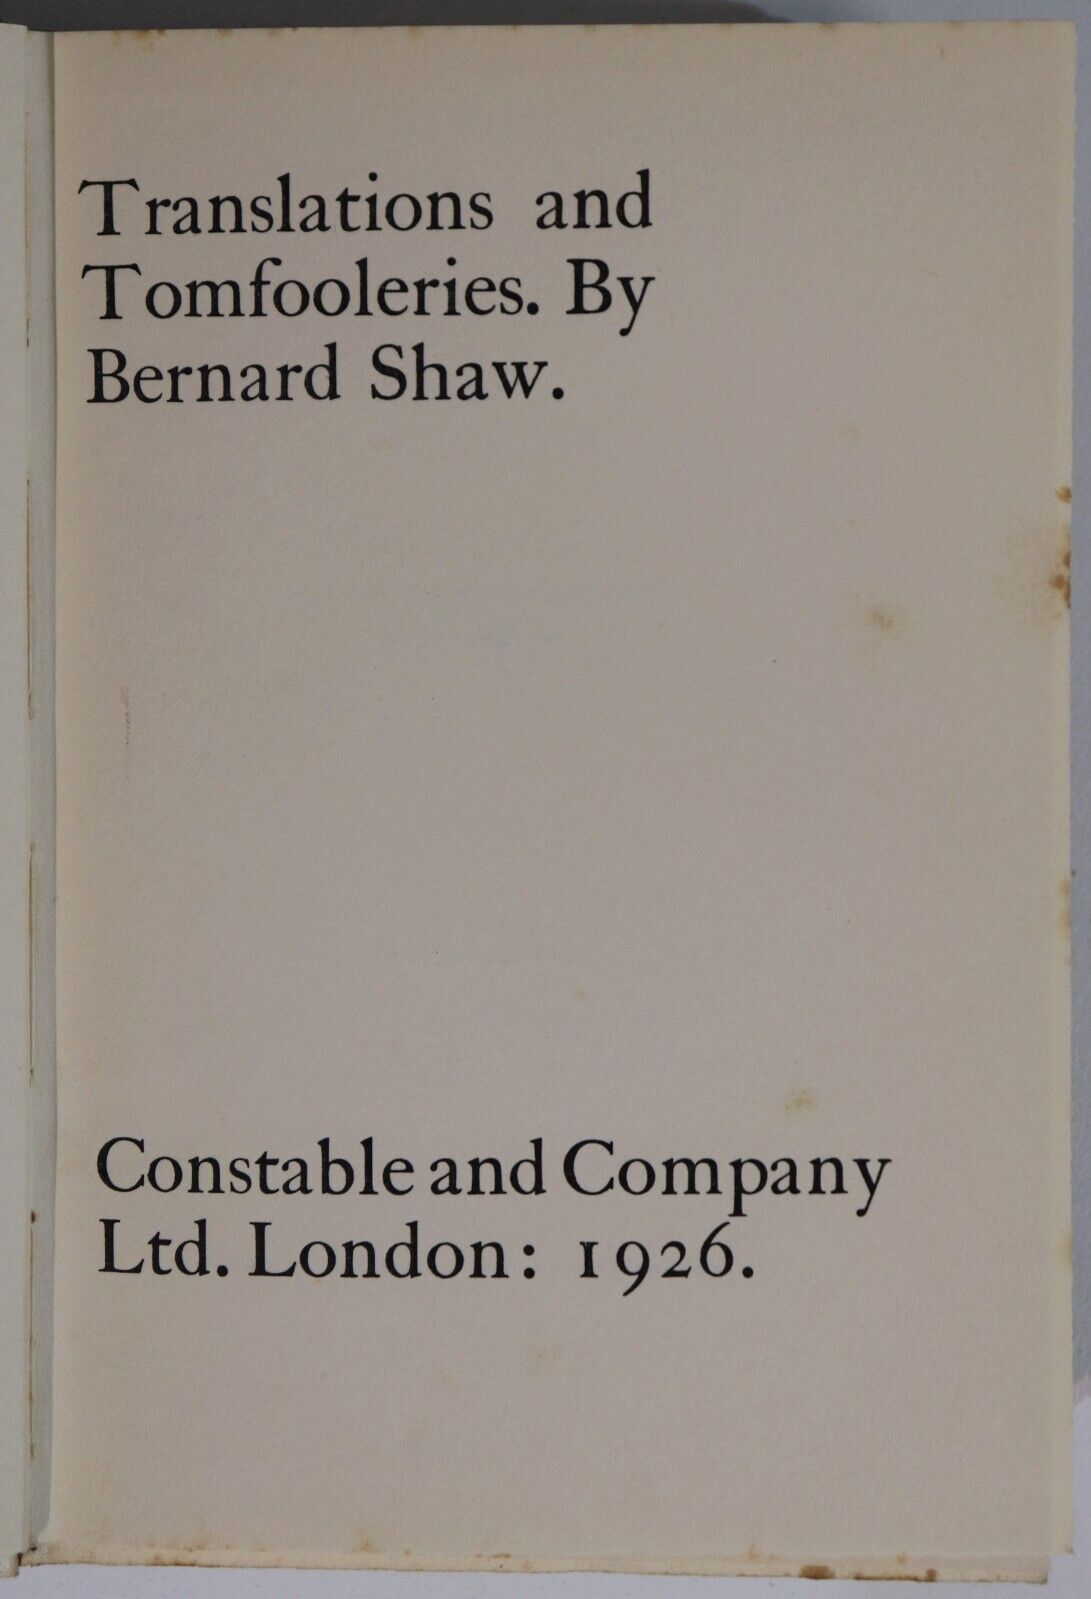 Translations and
Tomfooleries. By
Bernard Shaw.
Constable and Company
Ltd. London: 1926.